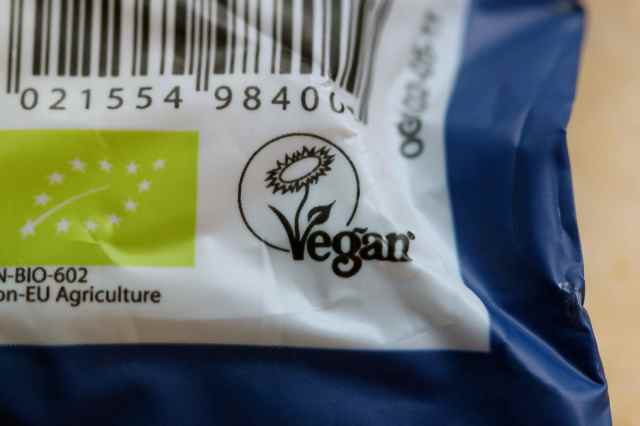 021554 98400
Vegan
N-BIO-602
on-EU Agriculture